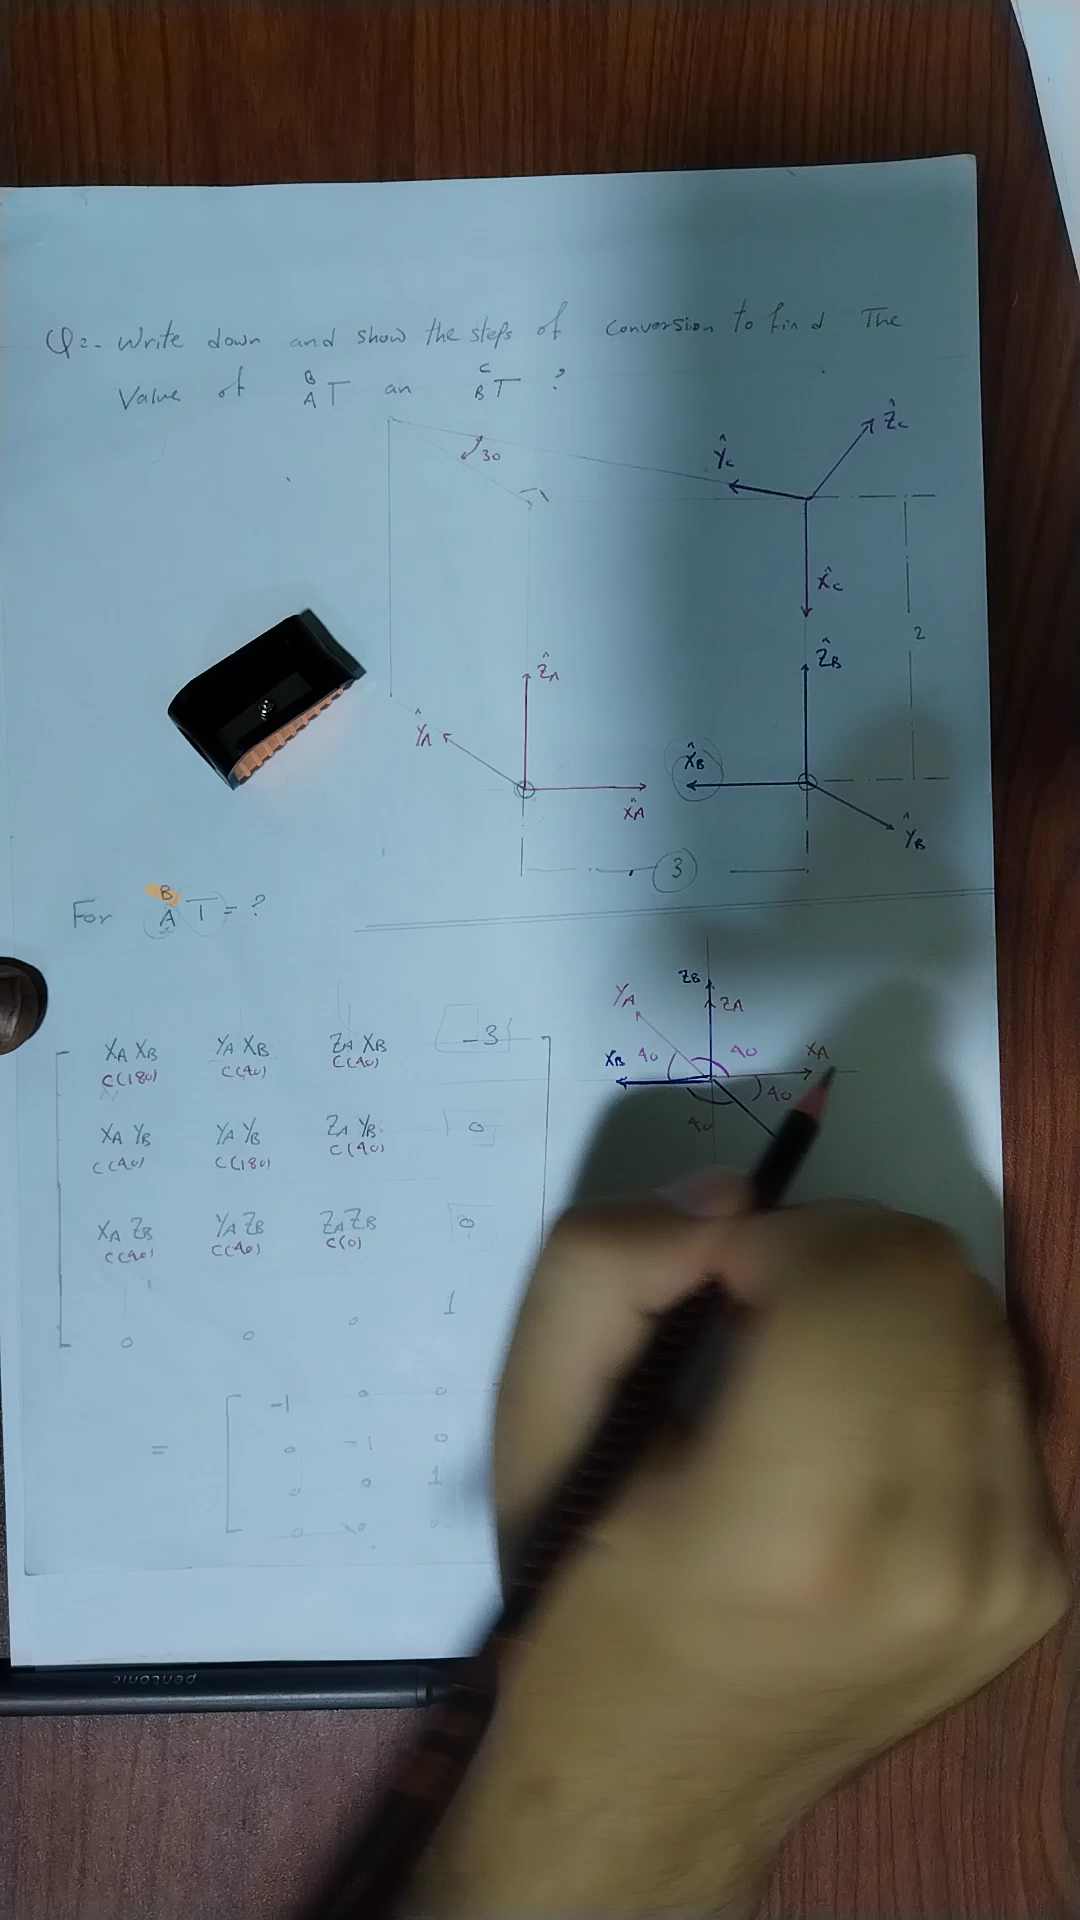 Q2- Write down and show the steps of conversion to find The
Value of B A T an C B T ?
30
ŶC
ẐC
X̂C
2
ẐB
ẐA
ŶA
X̂B
X̂A
ŶB
3
For B A T = ?
ZB
YA
ZA
XB
90
90
XA
90
90
XA XB YA XB ZA XB -3
C(180) C(90) C(90)
XA YB YA YB ZA YB 0
C(90) C(180) C(90)
XA ZB YA ZB ZA ZB 0
C(90) C(90) C(0)
0 0 0 1
-1 0 0
= 0 -1 0
0 0 1
0 0 0
pentonic